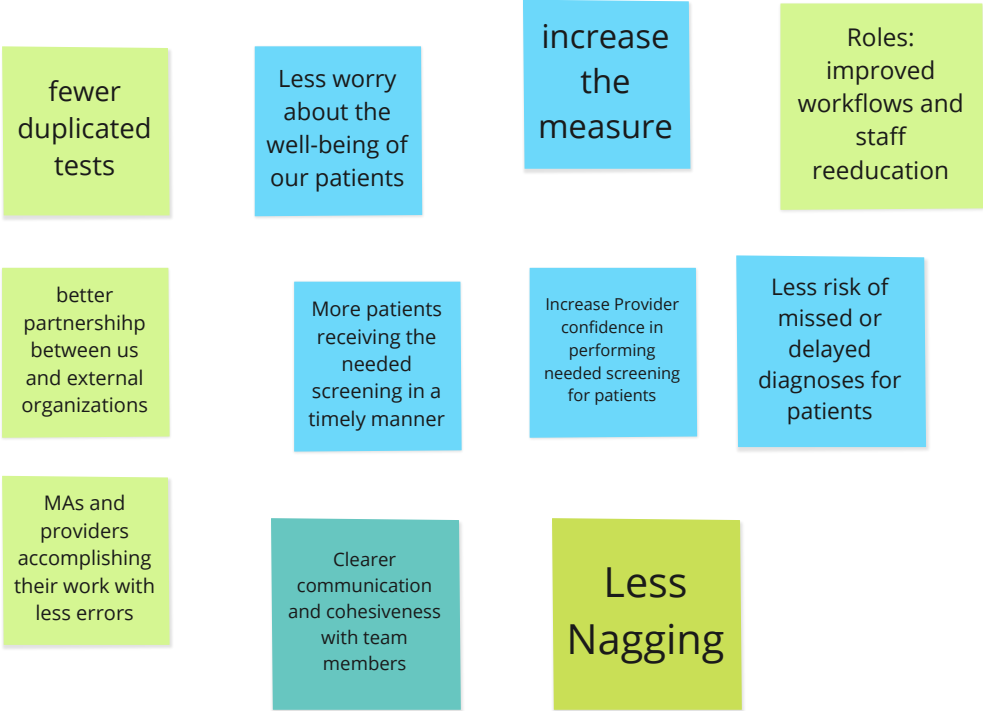 fewer
duplicated
tests
Less worry
about the
well-being of
our patients
increase
the
measure
Roles:
improved
workflows and
staff
reeducation
better
partnershihp
between us
and external
organizations
More patients
receiving the
needed
screening in a
timely manner
Increase Provider
confidence in
performing
needed screening
for patients
Less risk of
missed or
delayed
diagnoses for
patients
MAs and
providers
accomplishing
their work with
less errors
Clearer
communication
and cohesiveness
with team
members
Less
Nagging